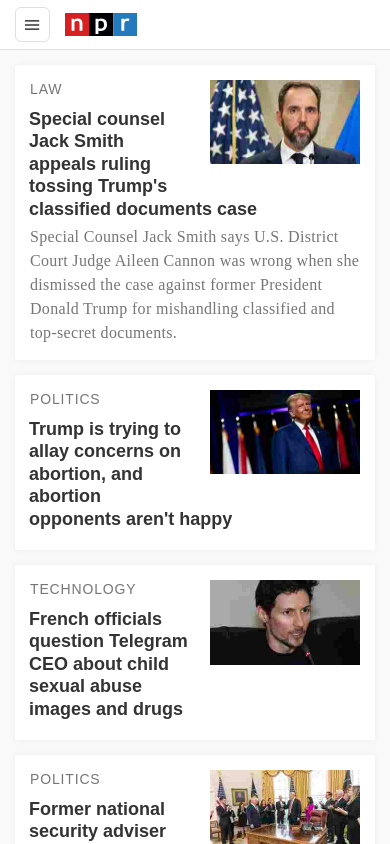 npr
LAW
Special counsel
Jack Smith
appeals ruling
tossing Trump's
classified documents case
Special Counsel Jack Smith says U.S. District
Court Judge Aileen Cannon was wrong when she
dismissed the case against former President
Donald Trump for mishandling classified and
top-secret documents.
POLITICS
Trump is trying to
allay concerns on
abortion, and
abortion
opponents aren't happy
TECHNOLOGY
French officials
question Telegram
CEO about child
sexual abuse
images and drugs
POLITICS
Former national
security adviser